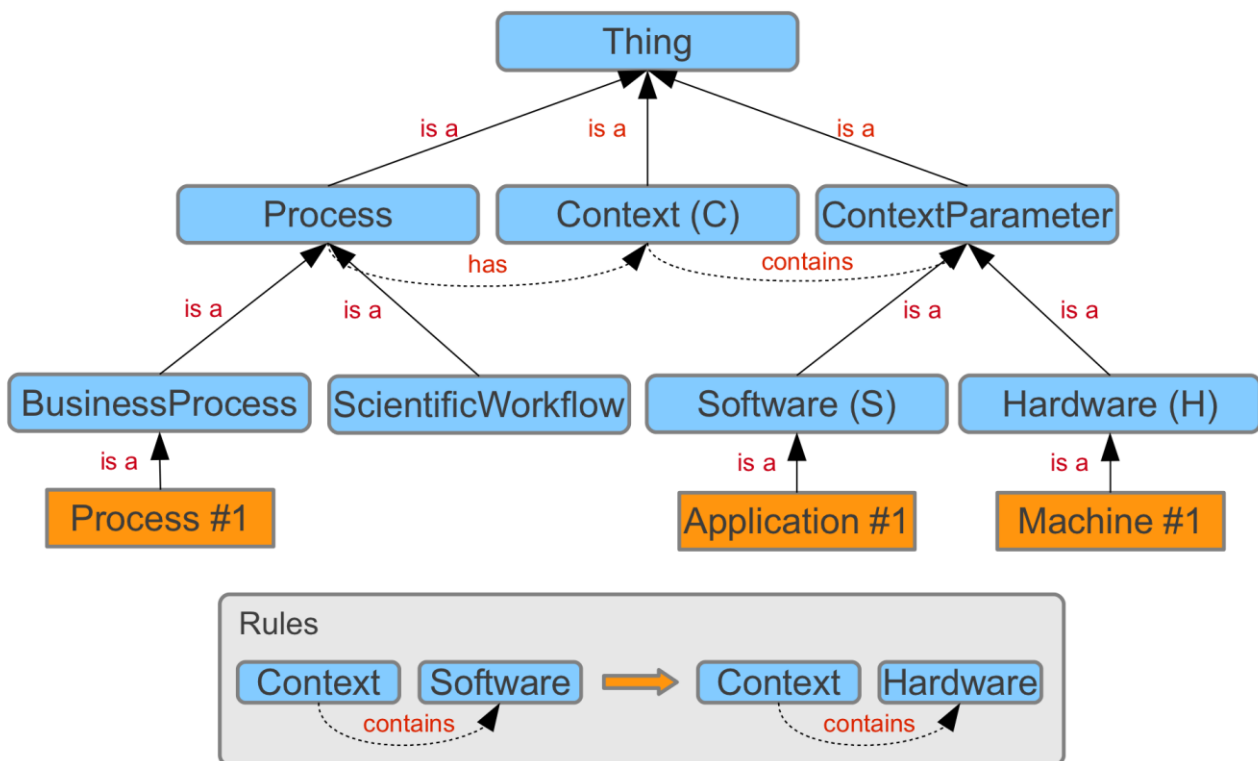 Thing
is a
is a
is a
Process
Context (C)
ContextParameter
has
contains
is a
is a
is a
is a
BusinessProcess
ScientificWorkflow
Software (S)
Hardware (H)
is a
is a
is a
Process #1
Application #1
Machine #1
Rules
Context
Software
Context
Hardware
contains
contains